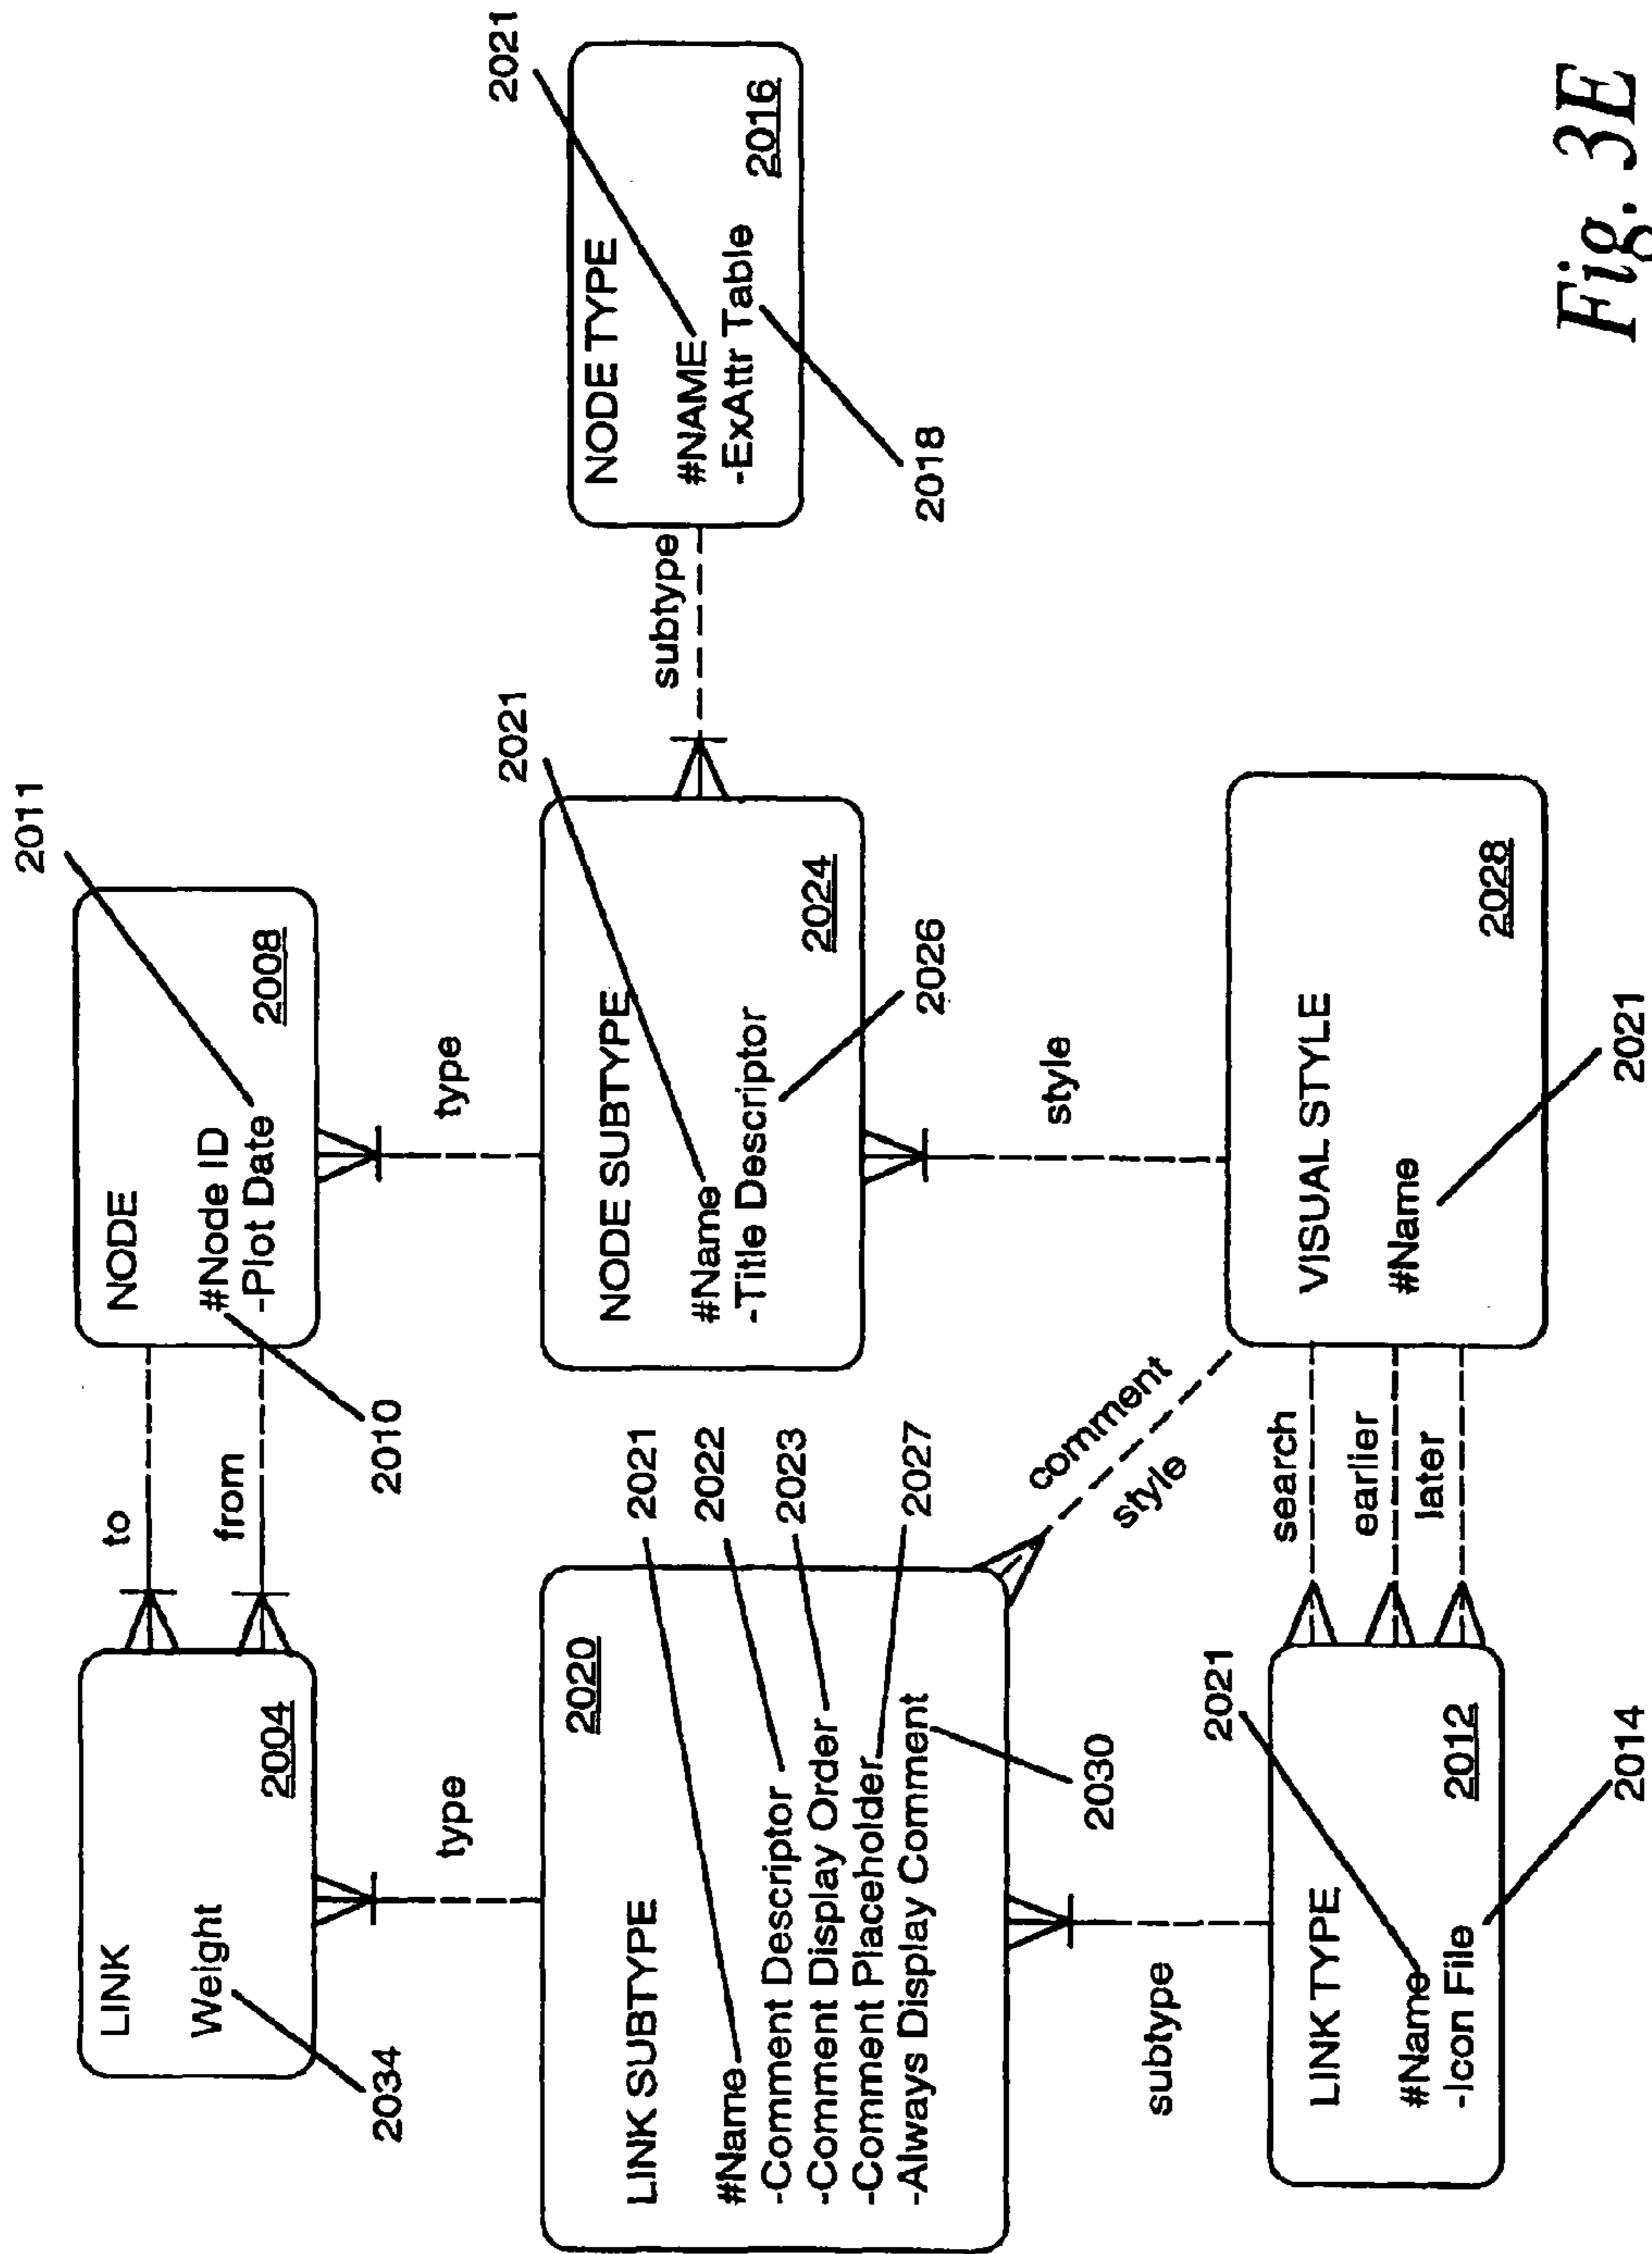 LINK
Weight
2004
2034
to
from
NODE
#Node ID
-Plot Date
2008
2010
2011
type
type
LINK SUBTYPE
2020
#Name
-Comment Descriptor
-Comment Display Order
-Comment Placeholder
-Always Display Comment
2021
2022
2023
2027
2030
NODE SUBTYPE
#Name
-Title Descriptor
2024
2021
2026
subtype
NODE TYPE
#NAME
-ExAttr Table
2016
2021
2018
subtype
comment
style
style
LINK TYPE
#Name
-Icon File
2012
2021
2014
search
earlier
later
VISUAL STYLE
#Name
2028
2021
Fig. 3E